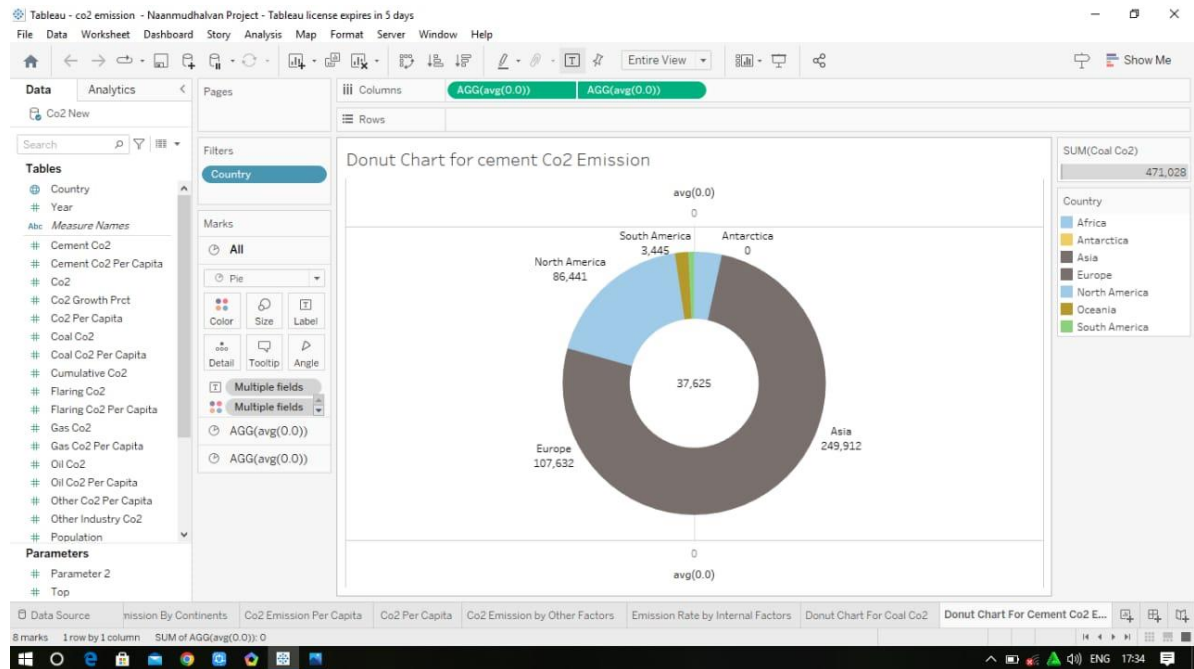 Tableau - co2 emission - Naanmudhalvan Project - Tableau license expires in 5 days
File Data Worksheet Dashboard Story Analysis Map Format Server Window Help
Entire View
Show Me
Data Analytics
Co2 New
Search
Tables
Country
Year
Abc Measure Names
Cement Co2
Cement Co2 Per Capita
Co2
Co2 Growth Prct
Co2 Per Capita
Coal Co2
Coal Co2 Per Capita
Cumulative Co2
Flaring Co2
Flaring Co2 Per Capita
Gas Co2
Gas Co2 Per Capita
Oil Co2
Oil Co2 Per Capita
Other Co2 Per Capita
Other Industry Co2
Population
Parameters
Parameter 2
Top
Pages
Filters
Country
Marks
All
Pie
Color Size Label
Detail Tooltip Angle
Multiple fields
Multiple fields
AGG(avg(0.0))
AGG(avg(0.0))
Columns AGG(avg(0.0)) AGG(avg(0.0))
Rows
Donut Chart for cement Co2 Emission
avg(0.0)
0
South America
3,445
Antarctica
0
North America
86,441
37,625
Asia
249,912
Europe
107,632
0
avg(0.0)
SUM(Coal Co2)
471,028
Country
Africa
Antarctica
Asia
Europe
North America
Oceania
South America
Data Source mission By Continents Co2 Emission Per Capita Co2 Per Capita Co2 Emission by Other Factors Emission Rate by Internal Factors Donut Chart For Coal Co2 Donut Chart For Cement Co2 E...
8 marks 1 row by 1 column SUM of AGG(avg(0.0)): 0
ENG 17:34